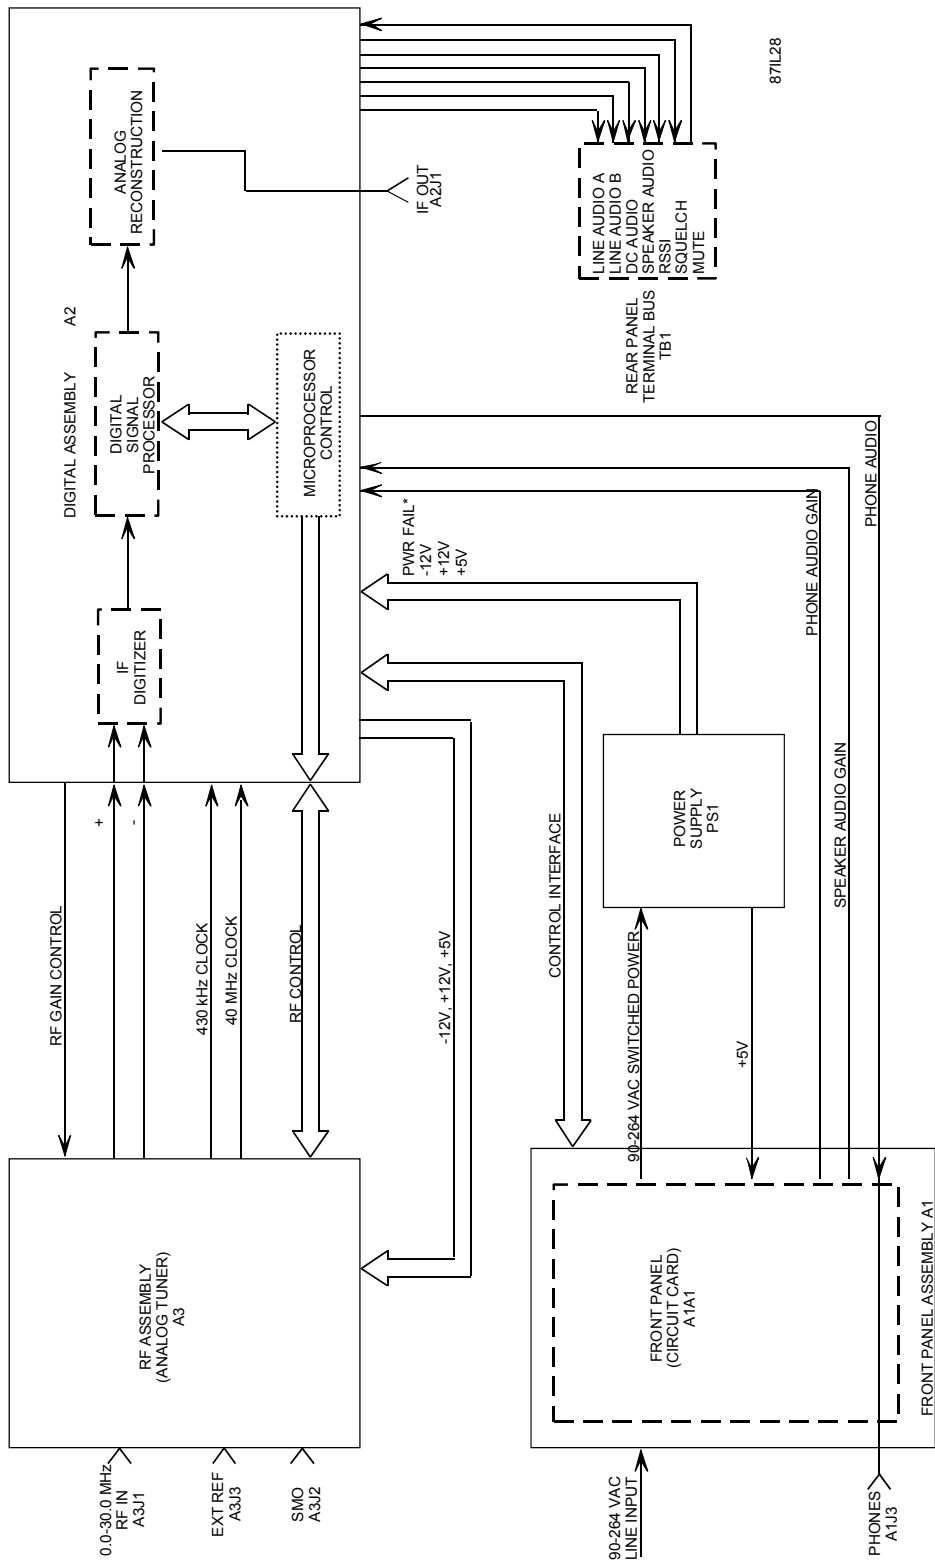 0.0-30.0 MHz
RF IN
A3J1
EXT REF
A3J3
SMO
A3J2
RF ASSEMBLY
(ANALOG TUNER)
A3
RF GAIN CONTROL
+
-
430 kHz CLOCK
40 MHz CLOCK
RF CONTROL
-12V, +12V, +5V
DIGITAL ASSEMBLY A2
IF
DIGITIZER
DIGITAL
SIGNAL
PROCESSOR
ANALOG
RECONSTRUCTION
MICROPROCESSOR
CONTROL
IF OUT
A2J1
90-264 VAC
LINE INPUT
PHONES
A1J3
FRONT PANEL
(CIRCUIT CARD)
A1A1
FRONT PANEL ASSEMBLY A1
CONTROL INTERFACE
90-264 VAC SWITCHED POWER
+5V
POWER
SUPPLY
PS1
PWR FAIL*
-12V
+12V
+5V
SPEAKER AUDIO GAIN
PHONE AUDIO GAIN
PHONE AUDIO
REAR PANEL
TERMINAL BUS
TB1
LINE AUDIO A
LINE AUDIO B
DC AUDIO
SPEAKER AUDIO
RSSI
SQUELCH
MUTE
87IL28